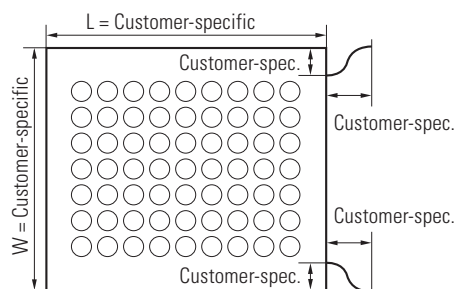 L = Customer-specific
Customer-spec.
Customer-spec.
W = Customer-specific
Customer-spec.
Customer-spec.